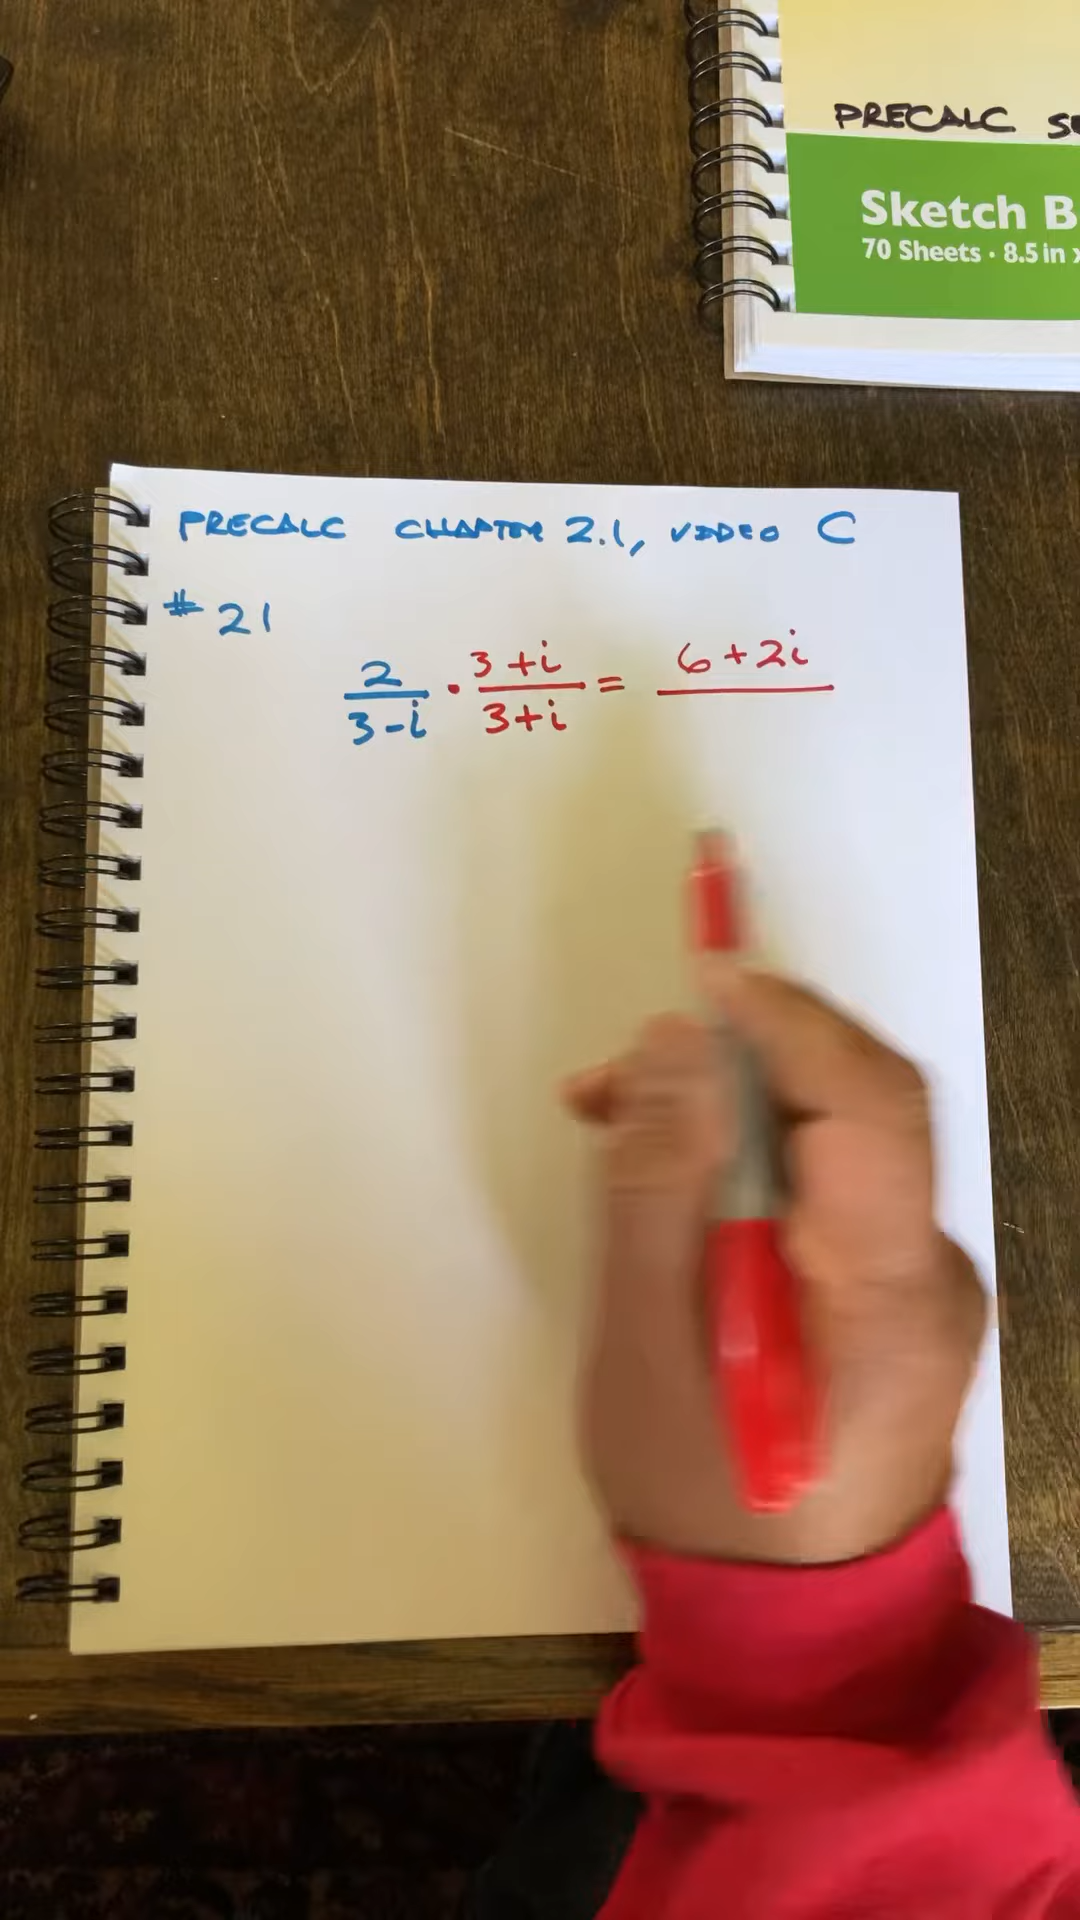 PRECALC
Sketch
70 Sheets · 8.5 in
PRECALC CHAPTER 2.1, VIDEO C
# 21
2/(3-i) · (3+i)/(3+i) = 6+2i